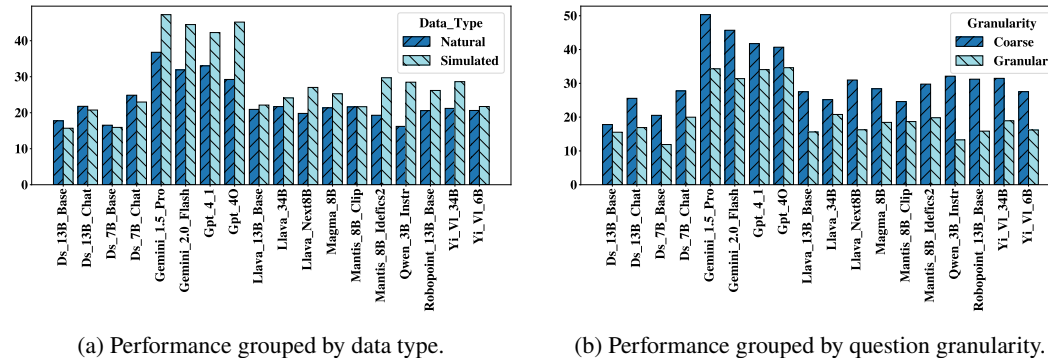 Data_Type
Natural
Simulated
40
30
20
10
0
Ds_13B_Base
Ds_13B_Chat
Ds_7B_Base
Ds_7B_Chat
Gemini_1.5_Pro
Gemini_2.0_Flash
Gpt_4_1
Gpt_4O
Llava_13B_Base
Llava_34B
Llava_Next8B
Magma_8B
Mantis_8B_Clip
Mantis_8B_Idefics2
Qwen_3B_Instr
Robopoint_13B_Base
Yi_Vl_34B
Yi_Vl_6B
(a) Performance grouped by data type.
Granularity
Coarse
Granular
50
40
30
20
10
0
Ds_13B_Base
Ds_13B_Chat
Ds_7B_Base
Ds_7B_Chat
Gemini_1.5_Pro
Gemini_2.0_Flash
Gpt_4_1
Gpt_4O
Llava_13B_Base
Llava_34B
Llava_Next8B
Magma_8B
Mantis_8B_Clip
Mantis_8B_Idefics2
Qwen_3B_Instr
Robopoint_13B_Base
Yi_Vl_34B
Yi_Vl_6B
(b) Performance grouped by question granularity.